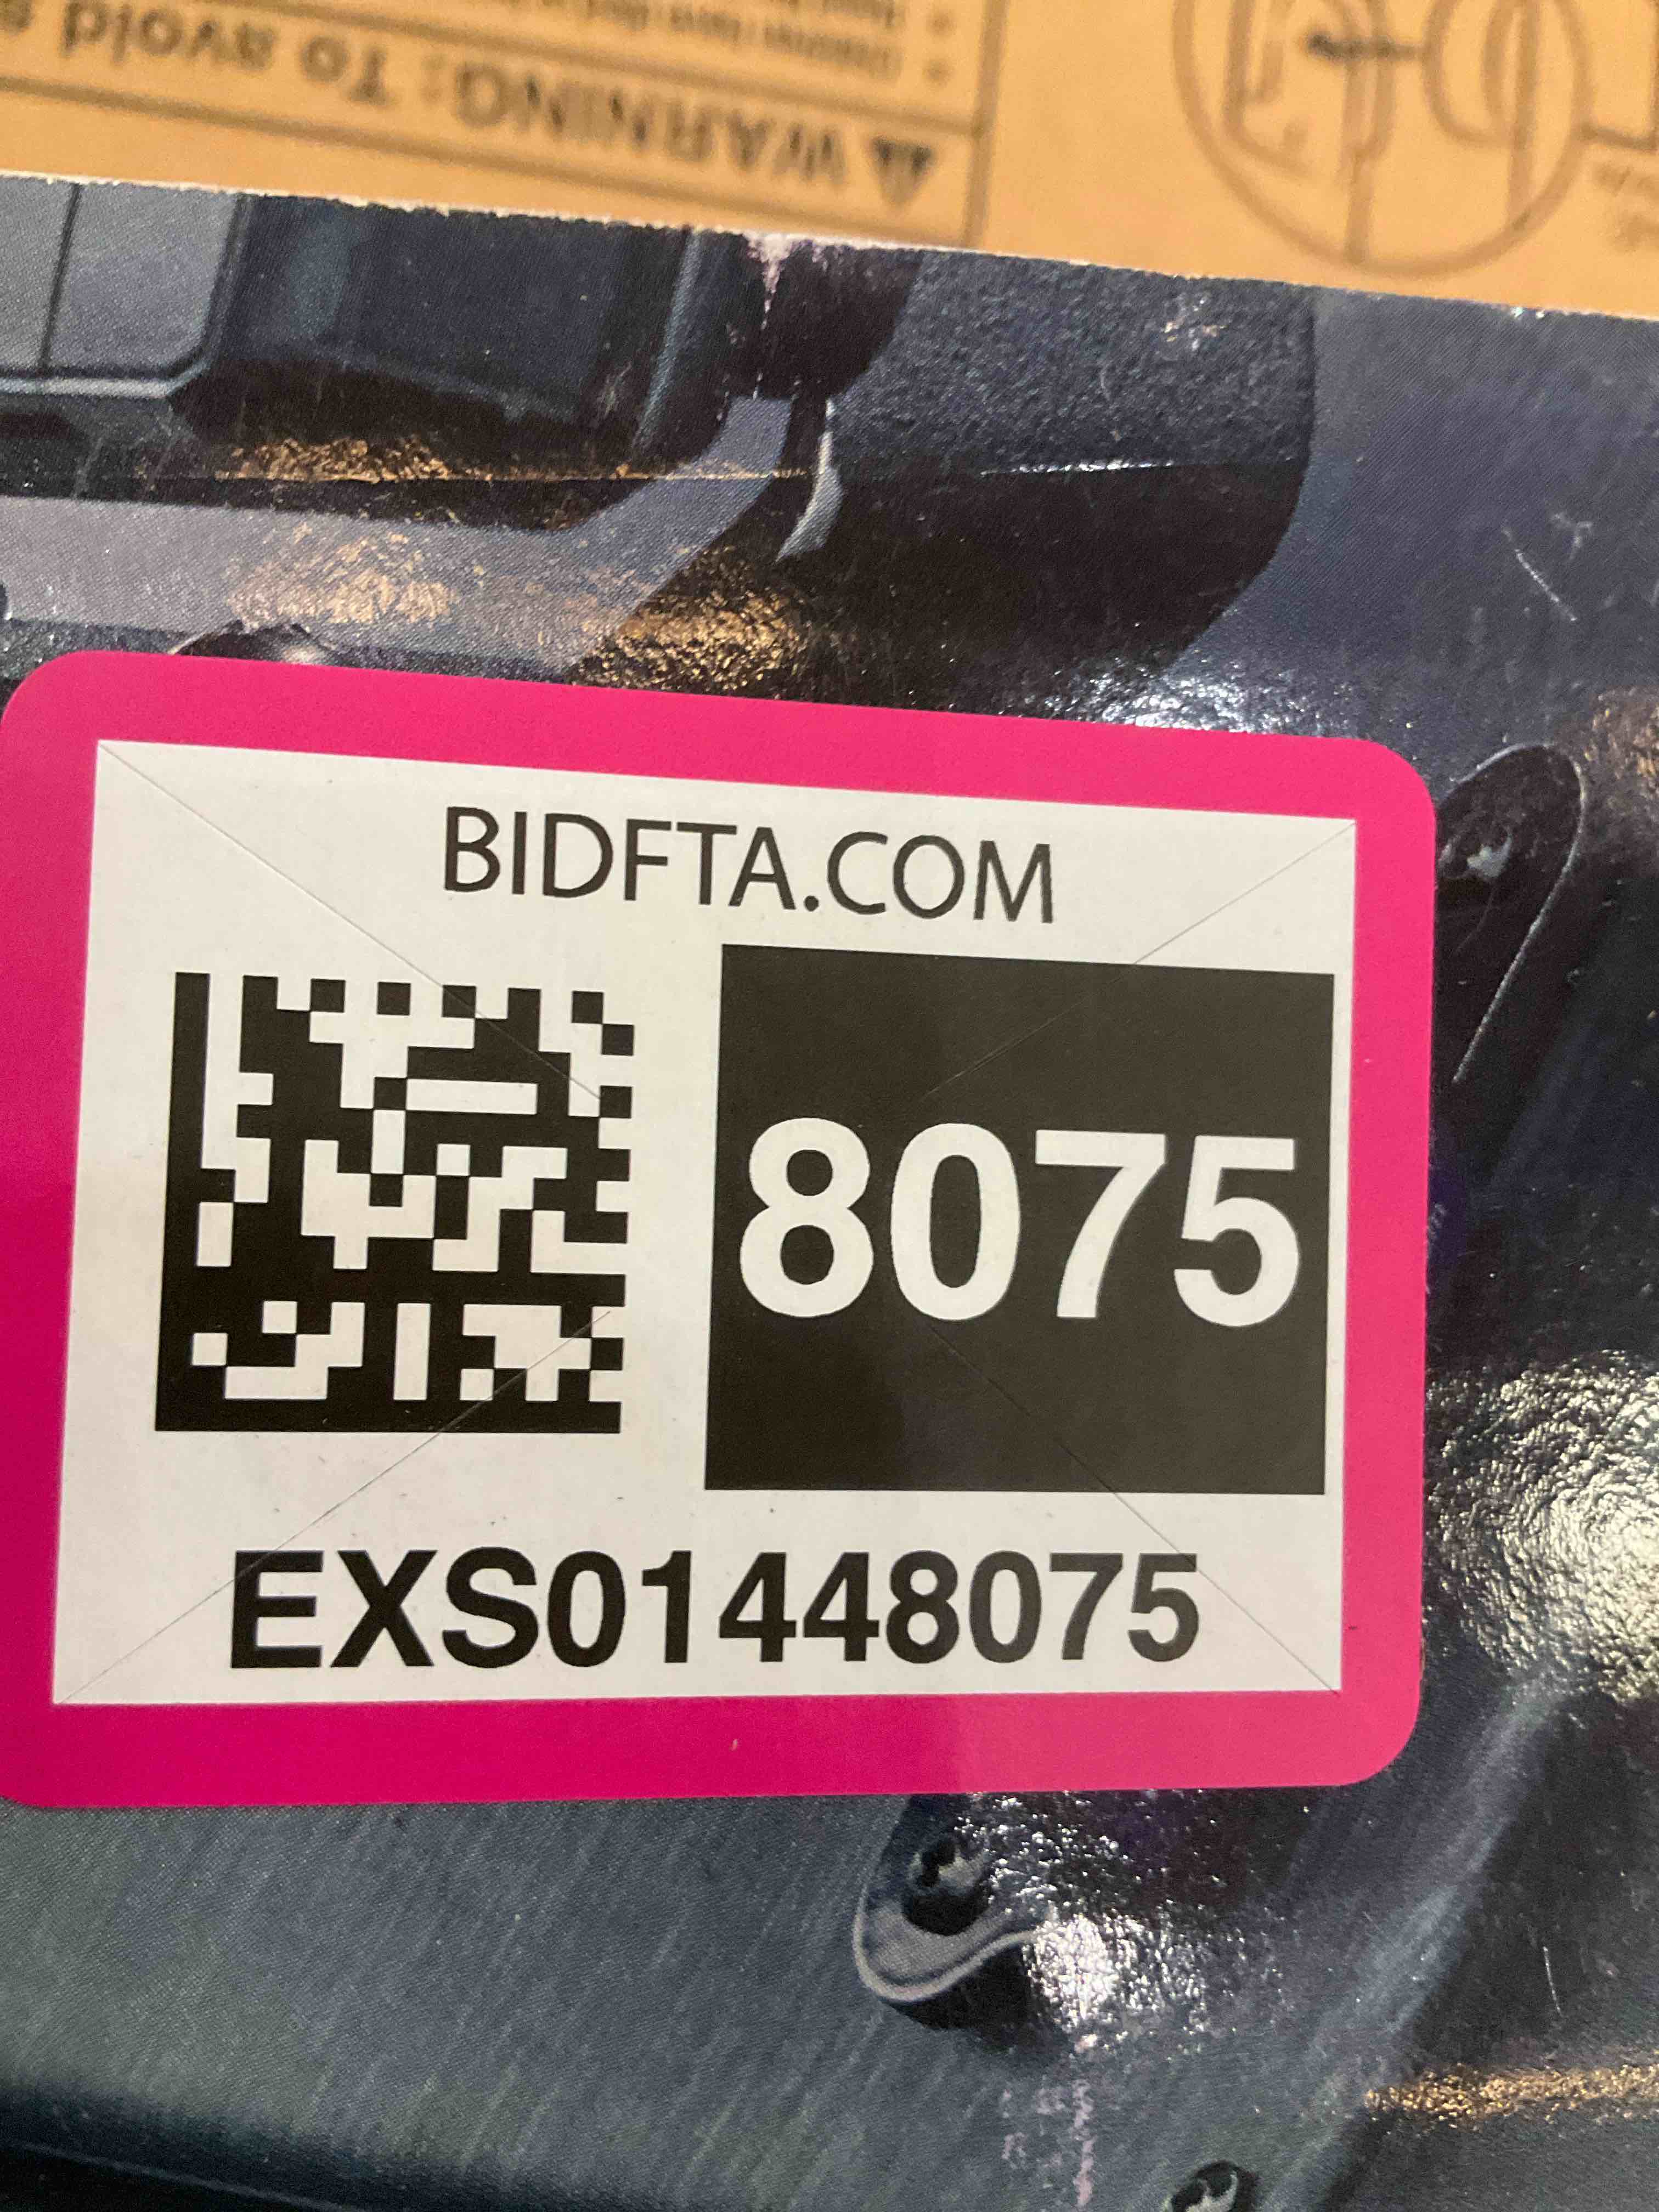 WARNING: To avoid
BIDFTA.COM
8075
EXS01448075